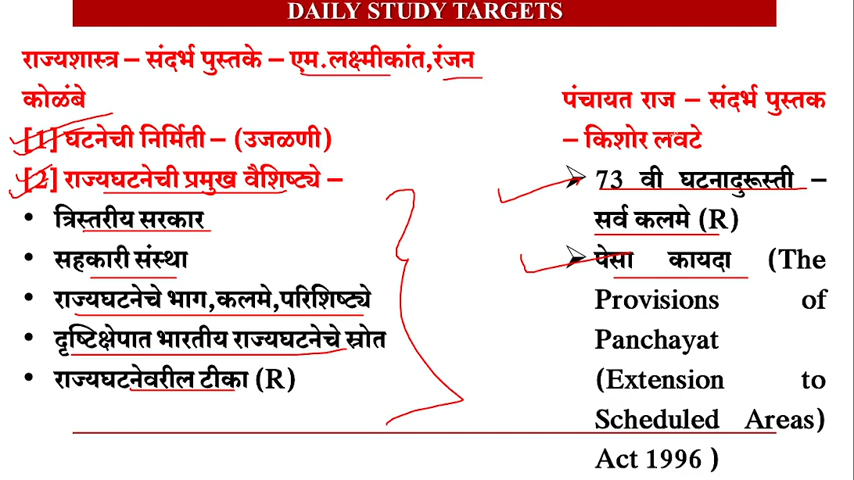 DAILY STUDY TARGETS
राज्यशास्त्र – संदर्भ पुस्तके – एम.लक्ष्मीकांत,रंजन
कोळंबे
[1] घटनेची निर्मिती – (उजळणी)
[2] राज्यघटनेची प्रमुख वैशिष्ट्ये –
• त्रिस्तरीय सरकार
• सहकारी संस्था
• राज्यघटनेचे भाग,कलमे,परिशिष्ट्ये
• दृष्टिक्षेपात भारतीय राज्यघटनेचे स्रोत
• राज्यघटनेवरील टीका (R)
पंचायत राज – संदर्भ पुस्तक
– किशोर लवटे
➤ 73 वी घटनादुरूस्ती –
सर्व कलमे (R)
➤ पेसा कायदा (The
Provisions of
Panchayat
(Extension to
Scheduled Areas)
Act 1996 )